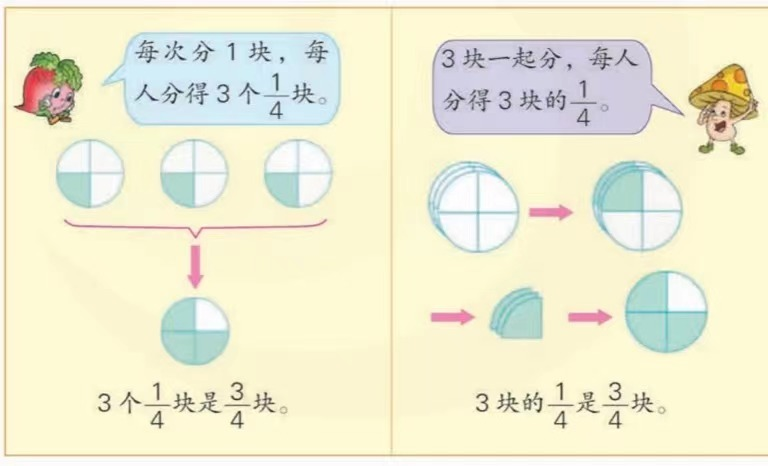 每次分 1 块，每
人分得 3 个 1/4 块。
3 个 1/4 块是 3/4 块。
3 块一起分，每人
分得 3 块的 1/4。
3 块的 1/4 是 3/4 块。